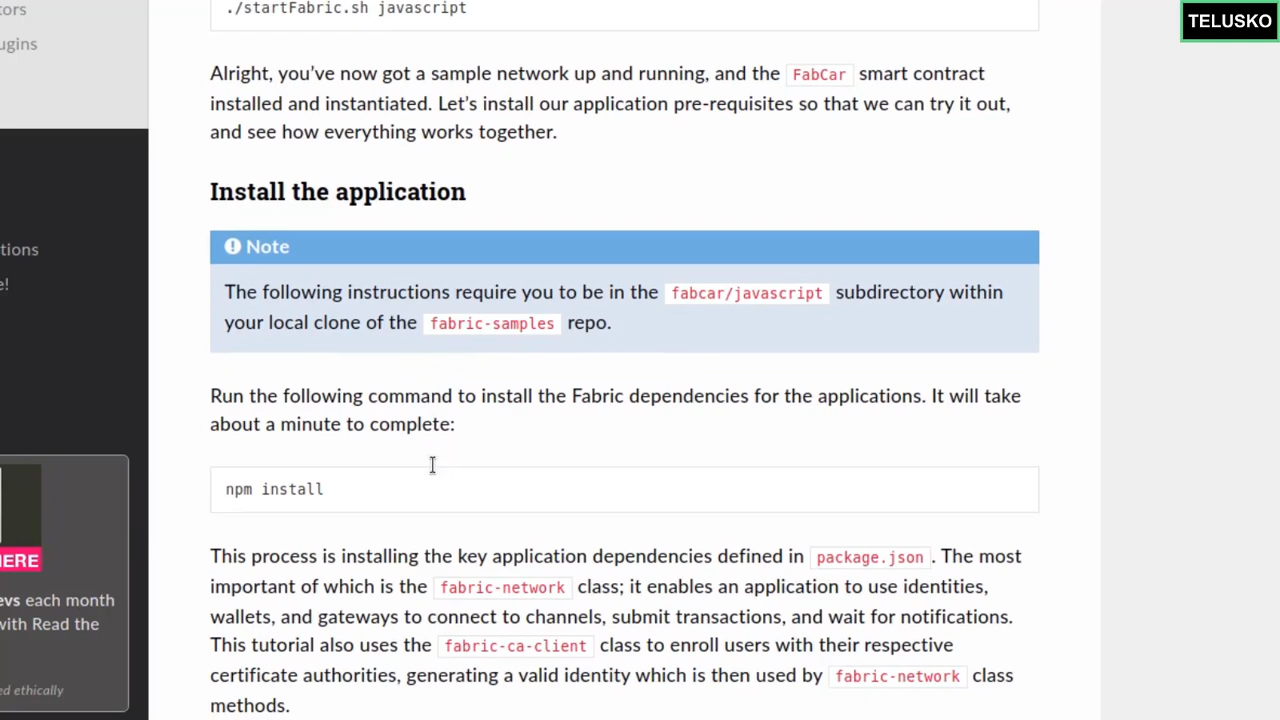 tors
ugins
tions
e!
HERE
evs each month
with Read the
ed ethically
./startFabric.sh javascript
TELUSKO
Alright, you’ve now got a sample network up and running, and the FabCar smart contract
installed and instantiated. Let’s install our application pre-requisites so that we can try it out,
and see how everything works together.
Install the application
Note
The following instructions require you to be in the fabcar/javascript subdirectory within
your local clone of the fabric-samples repo.
Run the following command to install the Fabric dependencies for the applications. It will take
about a minute to complete:
npm install
This process is installing the key application dependencies defined in package.json. The most
important of which is the fabric-network class; it enables an application to use identities,
wallets, and gateways to connect to channels, submit transactions, and wait for notifications.
This tutorial also uses the fabric-ca-client class to enroll users with their respective
certificate authorities, generating a valid identity which is then used by fabric-network class
methods.